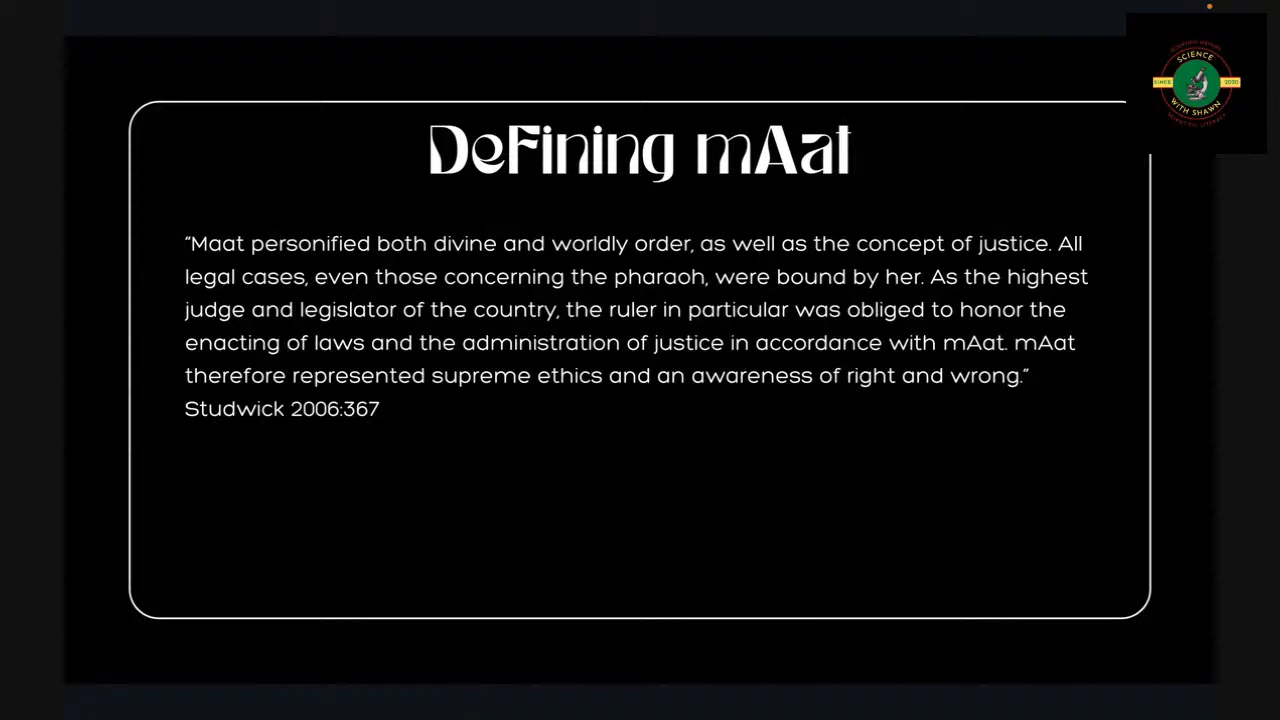 DeFining mAat
“Maat personified both divine and worldly order, as well as the concept of justice. All
legal cases, even those concerning the pharaoh, were bound by her. As the highest
judge and legislator of the country, the ruler in particular was obliged to honor the
enacting of laws and the administration of justice in accordance with mAat. mAat
therefore represented supreme ethics and an awareness of right and wrong.”
Studwick 2006:367
SCIENCE
SINCE 2020
WITH SHAWN
SCIENTIFIC LITERACY